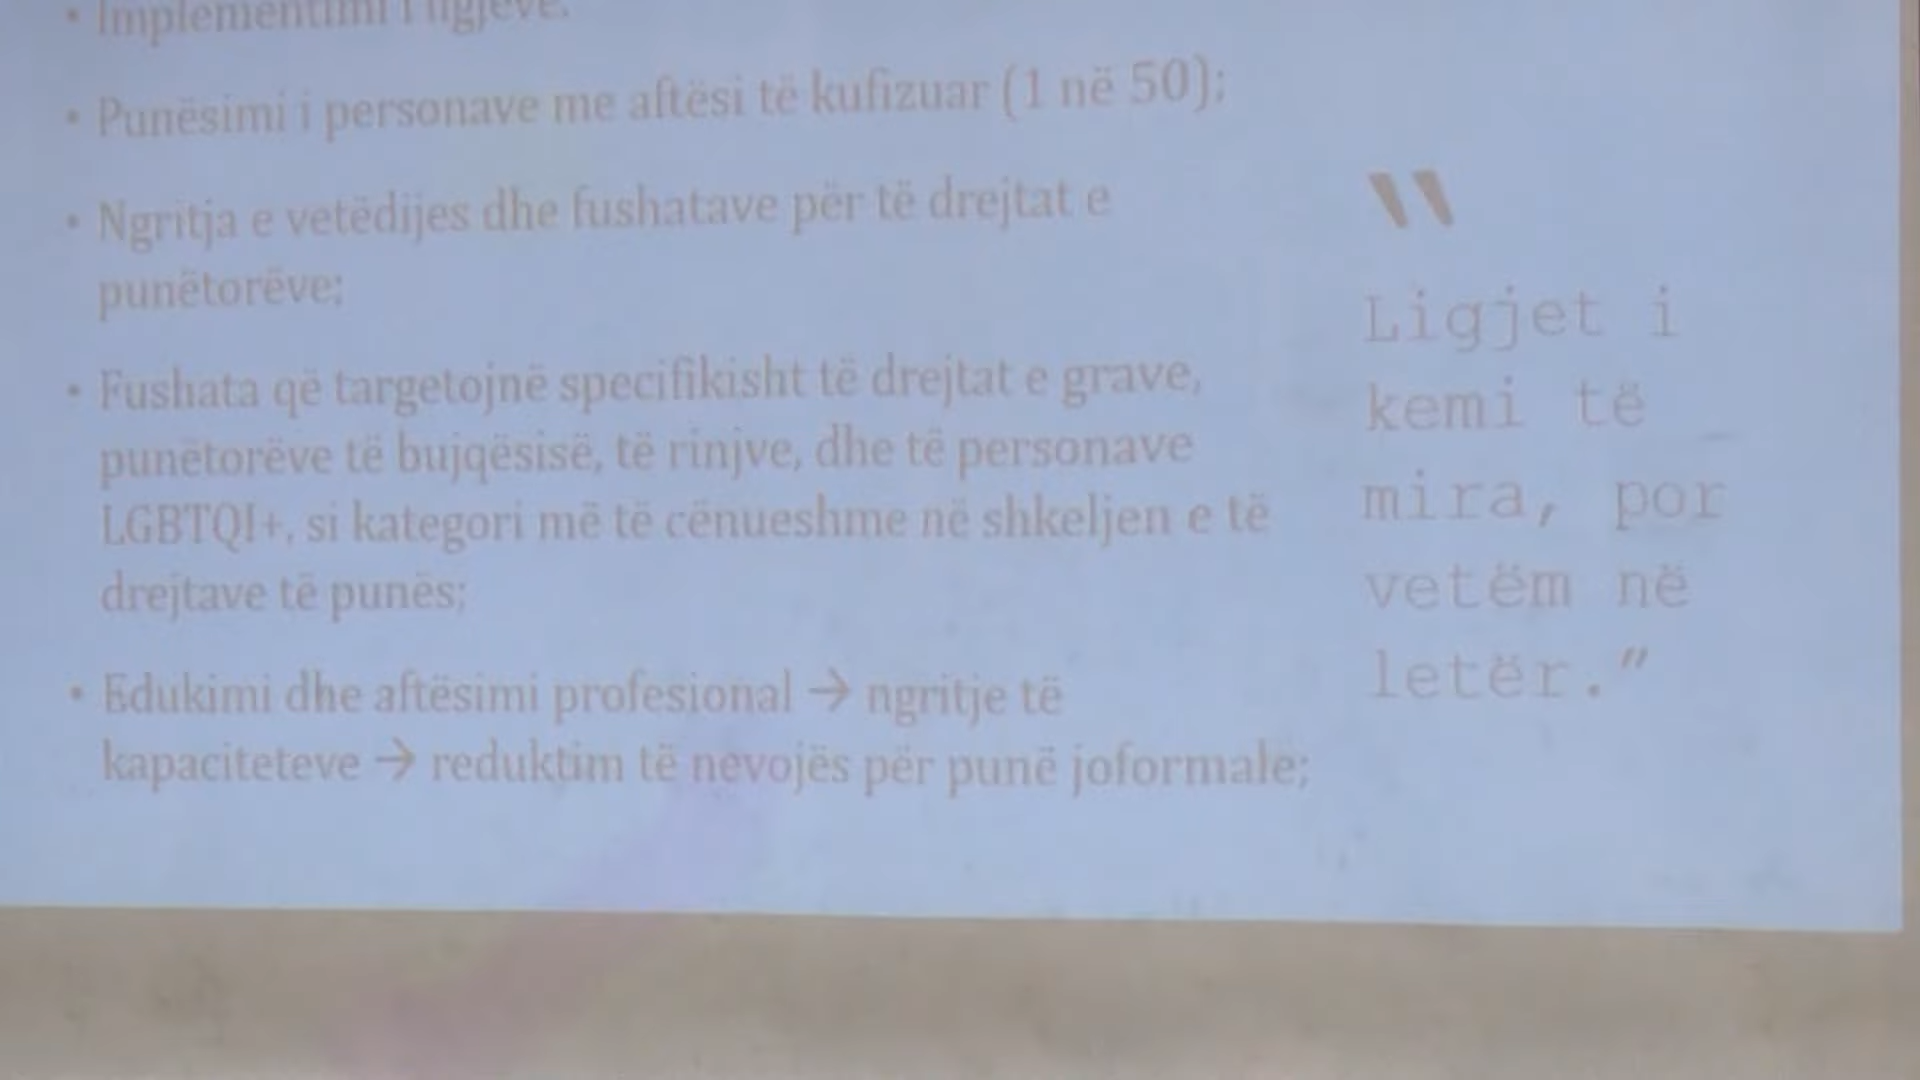 • Implementimi i ligjeve.
• Punësimi i personave me aftësi të kufizuar (1 në 50);
• Ngritja e vetëdijes dhe fushatave për të drejtat e
punëtorëve;
• Fushata që targetojnë specifikisht të drejtat e grave,
punëtorëve të bujqësisë, të rinjve, dhe të personave
LGBTQI+, si kategori më të cënueshme në shkeljen e të
drejtave të punës;
• Edukimi dhe aftësimi profesional → ngritje të
kapaciteteve → reduktim të nevojës për punë joformale;
"
Ligjet i
kemi të
mira, por
vetëm në
letër."